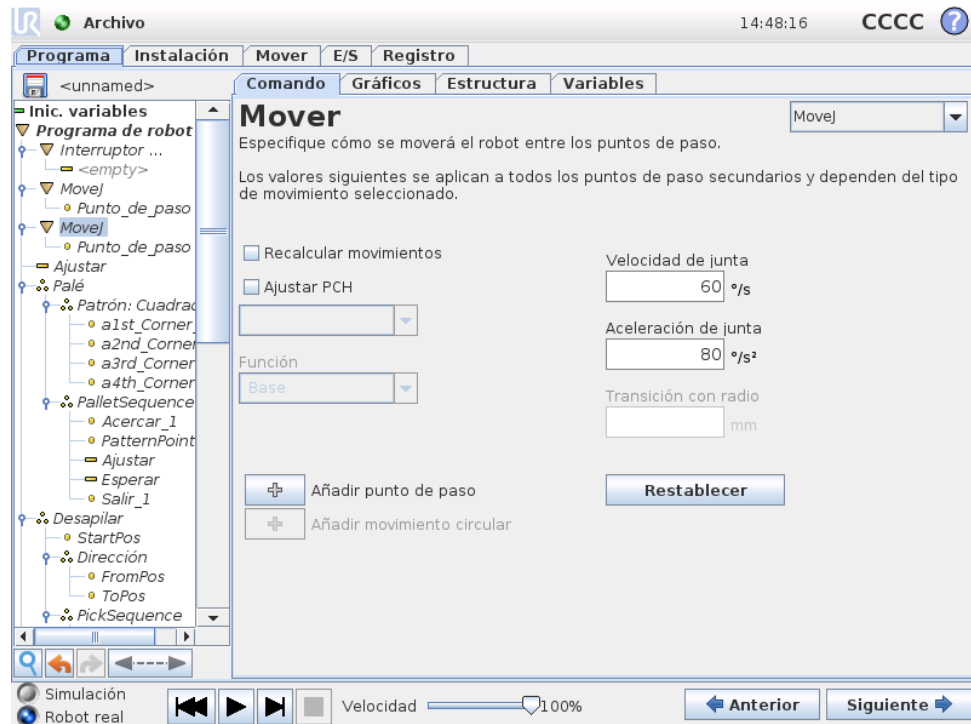 UR Archivo 14:48:16 CCCC ?
Programa Instalación Mover E/S Registro
<unnamed> Comando Gráficos Estructura Variables
Inic. variables
Programa de robot
Interruptor ...
<empty>
MoveJ
Punto_de_paso
MoveJ
Punto_de_paso
Ajustar
Palé
Patrón: Cuadrad
a1st_Corner_
a2nd_Corner
a3rd_Corner
a4th_Corner
PalletSequence
Acercar_1
PatternPoint
Ajustar
Esperar
Salir_1
Desapilar
StartPos
Dirección
FromPos
ToPos
PickSequence
Mover
MoveJ
Especifique cómo se moverá el robot entre los puntos de paso.
Los valores siguientes se aplican a todos los puntos de paso secundarios y dependen del tipo
de movimiento seleccionado.
Recalcular movimientos
Ajustar PCH
Función
Base
Velocidad de junta
60 °/s
Aceleración de junta
80 °/s²
Transición con radio
mm
Añadir punto de paso
Añadir movimiento circular
Restablecer
Simulación
Robot real
Velocidad 100%
Anterior Siguiente